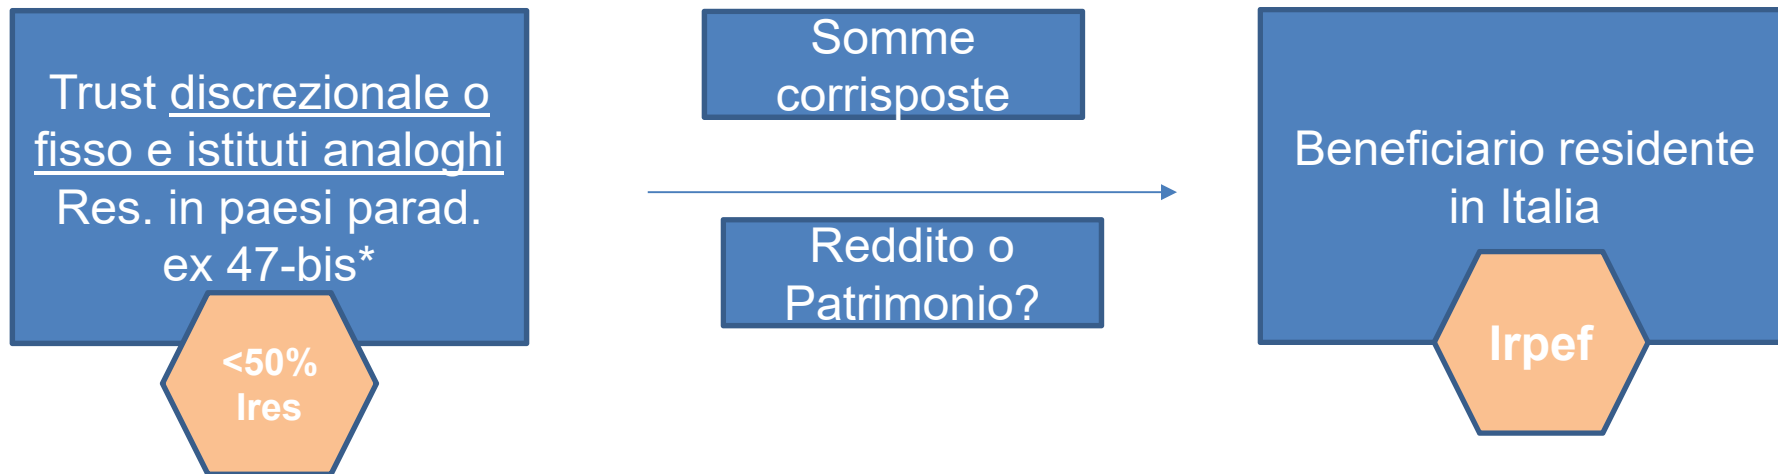 Trust discrezionale o
fisso e istituti analoghi
Res. in paesi parad.
ex 47-bis*
<50%
Ires
Somme
corrisposte
Reddito o
Patrimonio?
Beneficiario residente
in Italia
Irpef